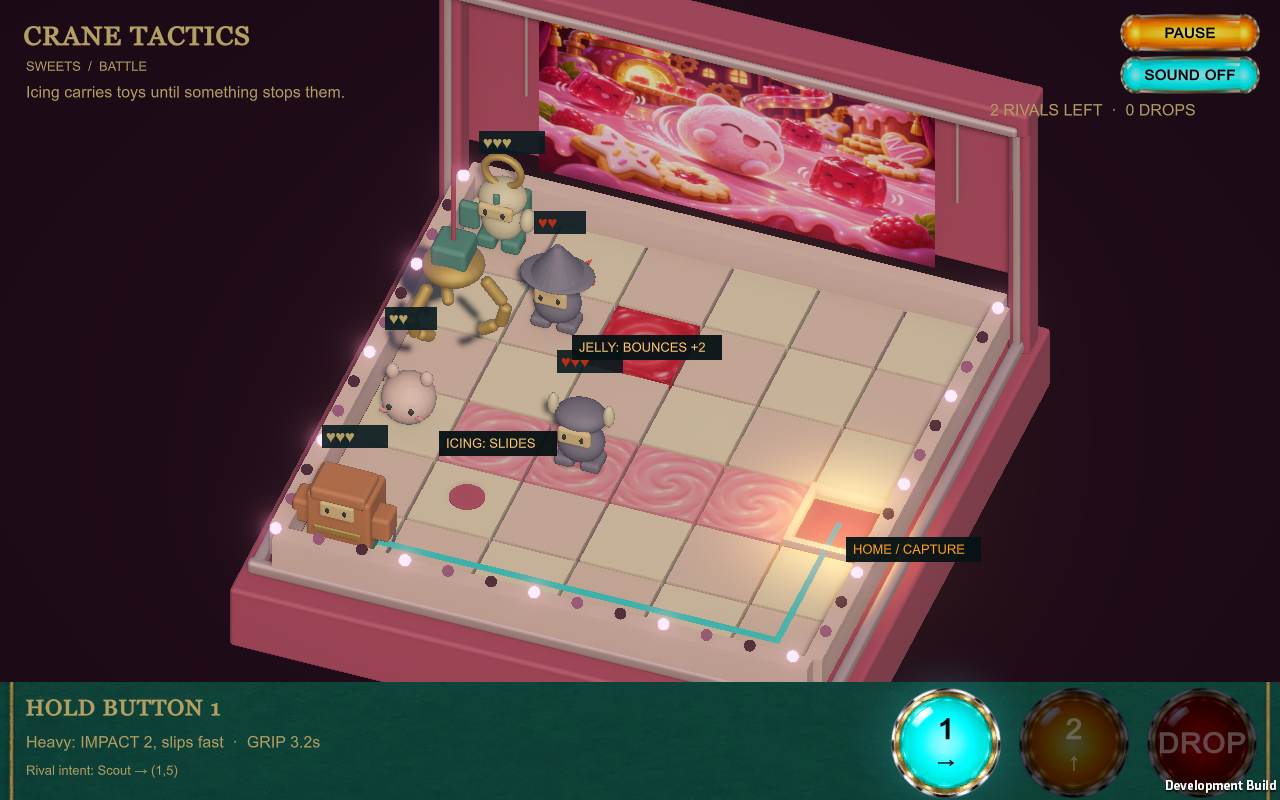 CRANE TACTICS
SWEETS / BATTLE
Icing carries toys until something stops them.
PAUSE
SOUND OFF
2 RIVALS LEFT · 0 DROPS
JELLY: BOUNCES +2
ICING: SLIDES
HOME / CAPTURE
HOLD BUTTON 1
Heavy: IMPACT 2, slips fast · GRIP 3.2s
Rival intent: Scout → (1,5)
1
→
2
↑
DROP
Development Build